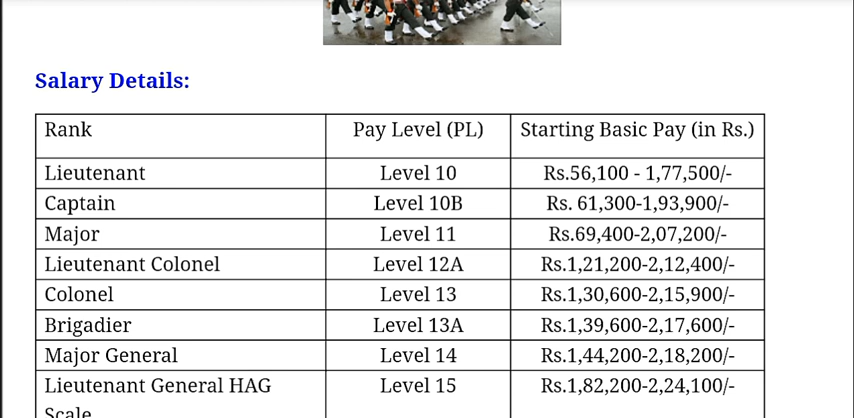 Salary Details:
Rank Pay Level (PL) Starting Basic Pay (in Rs.)
Lieutenant Level 10 Rs.56,100 - 1,77,500/-
Captain Level 10B Rs. 61,300-1,93,900/-
Major Level 11 Rs.69,400-2,07,200/-
Lieutenant Colonel Level 12A Rs.1,21,200-2,12,400/-
Colonel Level 13 Rs.1,30,600-2,15,900/-
Brigadier Level 13A Rs.1,39,600-2,17,600/-
Major General Level 14 Rs.1,44,200-2,18,200/-
Lieutenant General HAG Level 15 Rs.1,82,200-2,24,100/-
Scale